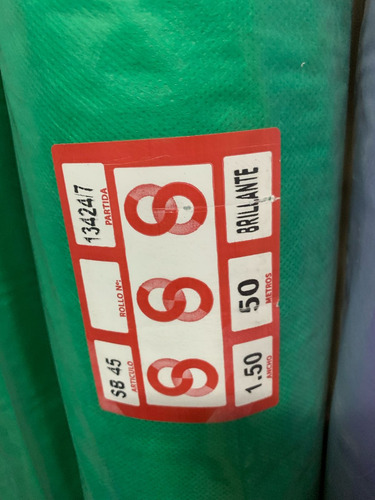 SB 45
ARTICULO
ROLLO Nº:
13424/7
PARTIDA
1.50
ANCHO
50
METROS
BRILLANTE